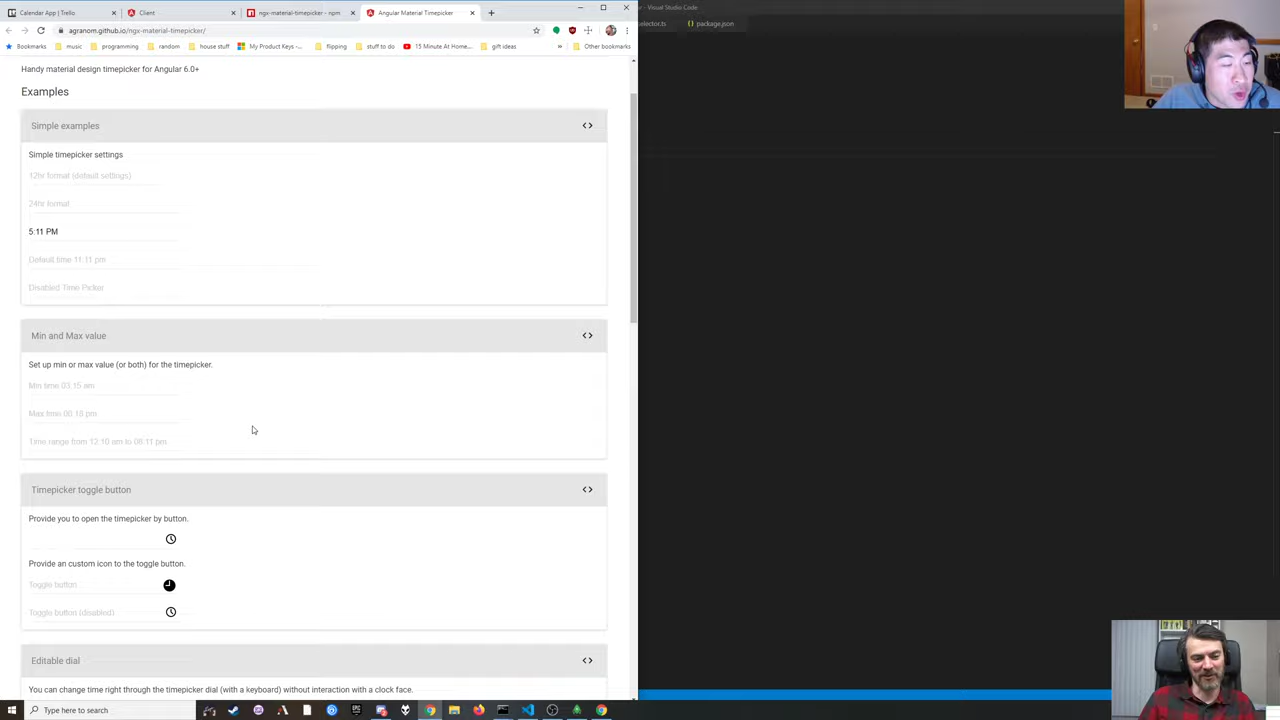 Calendar App | Trello
Client
ngx-material-timepicker - npm
Angular Material Timepicker
selector.ts
package.json
- Visual Studio Code
agranom.github.io/ngx-material-timepicker/
Bookmarks
music
programming
random
house stuff
My Product Keys -...
flipping
stuff to do
15 Minute At Home...
gift ideas
»
Other bookmarks
Handy material design timepicker for Angular 6.0+
Examples
Simple examples
<>
Simple timepicker settings
12hr format (default settings)
24hr format
5:11 PM
Default time 11:11 pm
Disabled Time Picker
Min and Max value
<>
Set up min or max value (or both) for the timepicker.
Min time 03:15 am
Max time 08:18 pm
Time range from 12:10 am to 08:11 pm
Timepicker toggle button
<>
Provide you to open the timepicker by button.
Provide an custom icon to the toggle button.
Toggle button
Toggle button (disabled)
Editable dial
<>
You can change time right through the timepicker dial (with a keyboard) without interaction with a clock face.
Type here to search